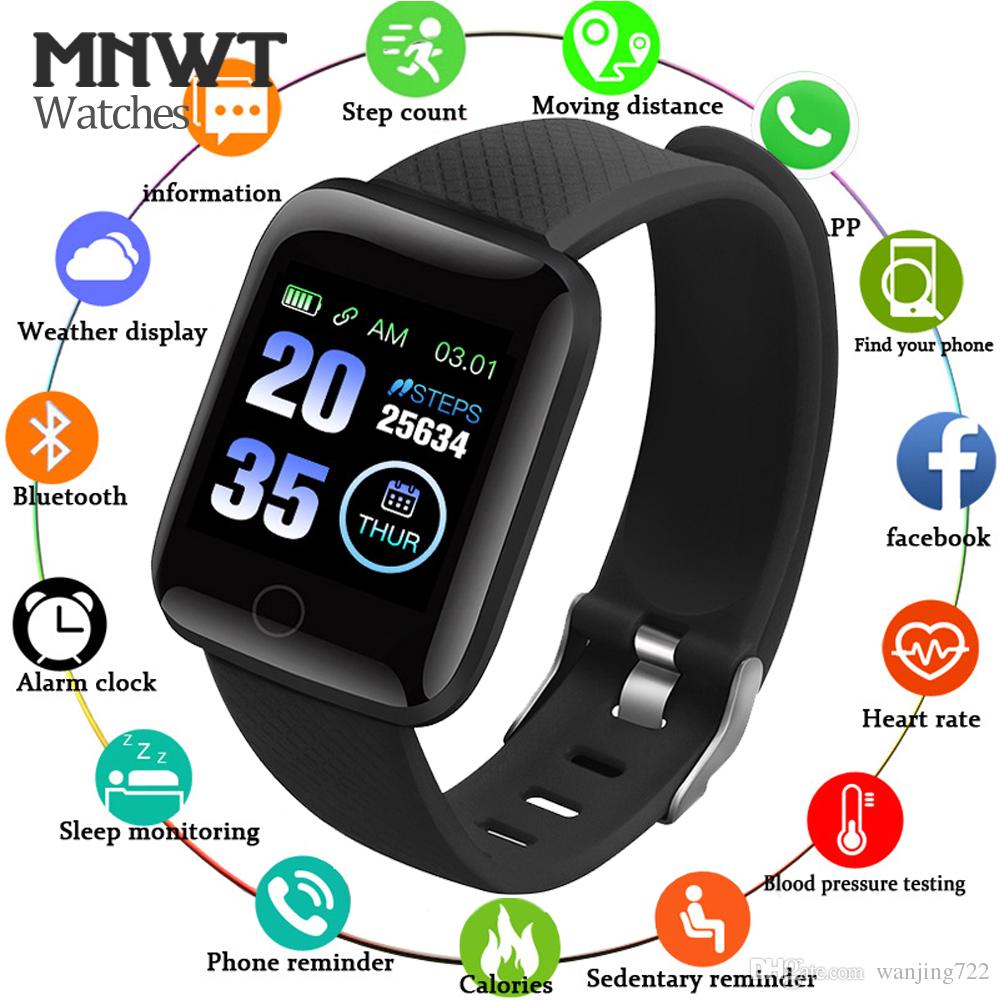 MNWT
Watches
information
Step count
Moving distance
APP
Weather display
Find your phone
AM
03.01
20
STEPS
25634
35
THUR
Bluetooth
facebook
Alarm clock
Heart rate
Sleep monitoring
Z Z Z
Blood pressure testing
Phone reminder
Calories
Sedentary reminder
DHgate.com wanjing722